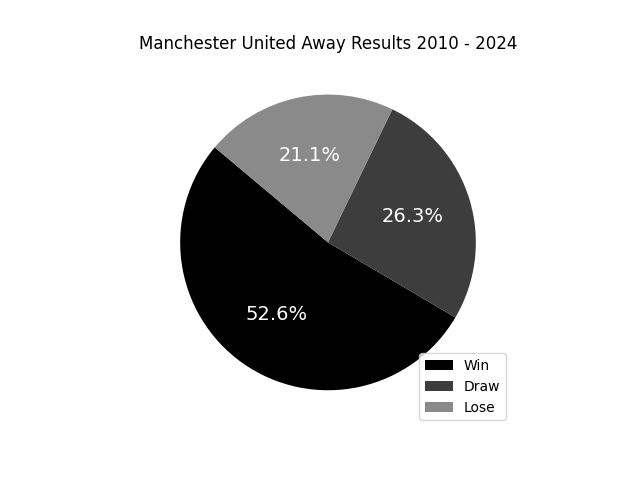 Manchester United Away Results 2010 - 2024
21.1%
26.3%
52.6%
Win
Draw
Lose